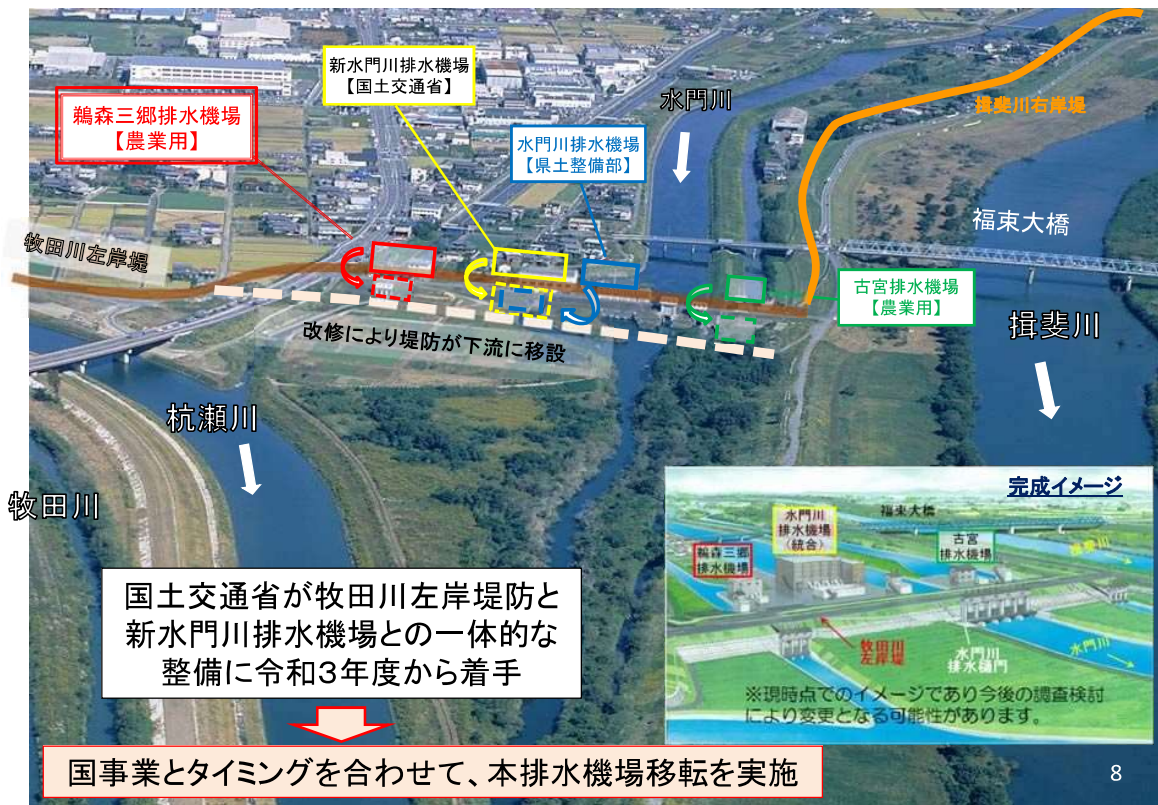 新水門川排水機場
【国土交通省】
鵜森三郷排水機場
【農業用】
水門川
水門川排水機場
【県土整備部】
揖斐川右岸堤
福束大橋
牧田川左岸堤
古宮排水機場
【農業用】
改修により堤防が下流に移設
揖斐川
杭瀬川
牧田川
完成イメージ
福束大橋
水門川
排水機場
(統合)
古宮
排水機場
鵜森三郷
排水機場
揖斐川
牧田川
左岸堤
水門川
排水樋門
水門川
※現時点でのイメージであり今後の調査検討
により変更となる可能性があります。
国土交通省が牧田川左岸堤防と
新水門川排水機場との一体的な
整備に令和3年度から着手
国事業とタイミングを合わせて、本排水機場移転を実施
8